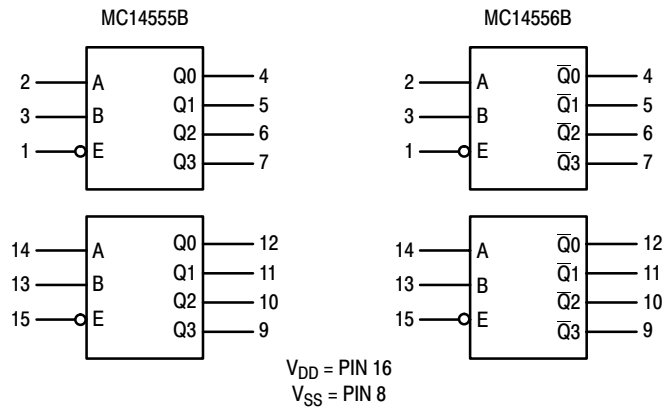 MC14555B
2 A Q0 4
3 B Q1 5
1 E Q2 6
Q3 7
14 A Q0 12
13 B Q1 11
15 E Q2 10
Q3 9
MC14556B
2 A Q̅0 4
3 B Q̅1 5
1 E Q̅2 6
Q̅3 7
14 A Q̅0 12
13 B Q̅1 11
15 E Q̅2 10
Q̅3 9
VDD = PIN 16
VSS = PIN 8